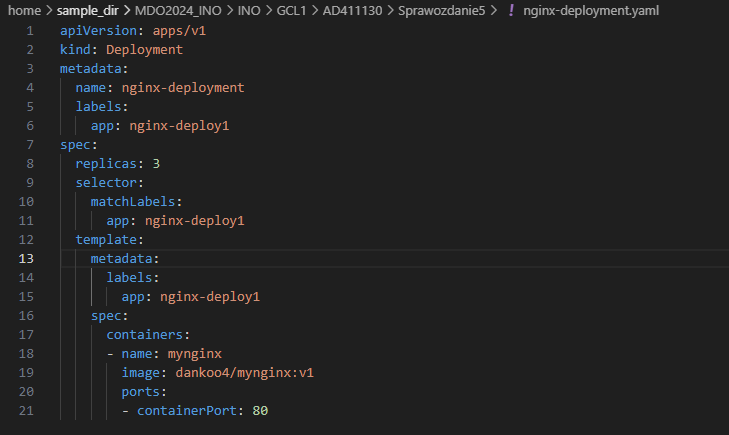 home > sample_dir > MDO2024_INO > INO > GCL1 > AD411130 > Sprawozdanie5 > ! nginx-deployment.yaml
1 apiVersion: apps/v1
2 kind: Deployment
3 metadata:
4   name: nginx-deployment
5   labels:
6     app: nginx-deploy1
7 spec:
8   replicas: 3
9   selector:
10     matchLabels:
11       app: nginx-deploy1
12   template:
13     metadata:
14       labels:
15         app: nginx-deploy1
16     spec:
17       containers:
18       - name: mynginx
19         image: dankoo4/mynginx:v1
20         ports:
21         - containerPort: 80